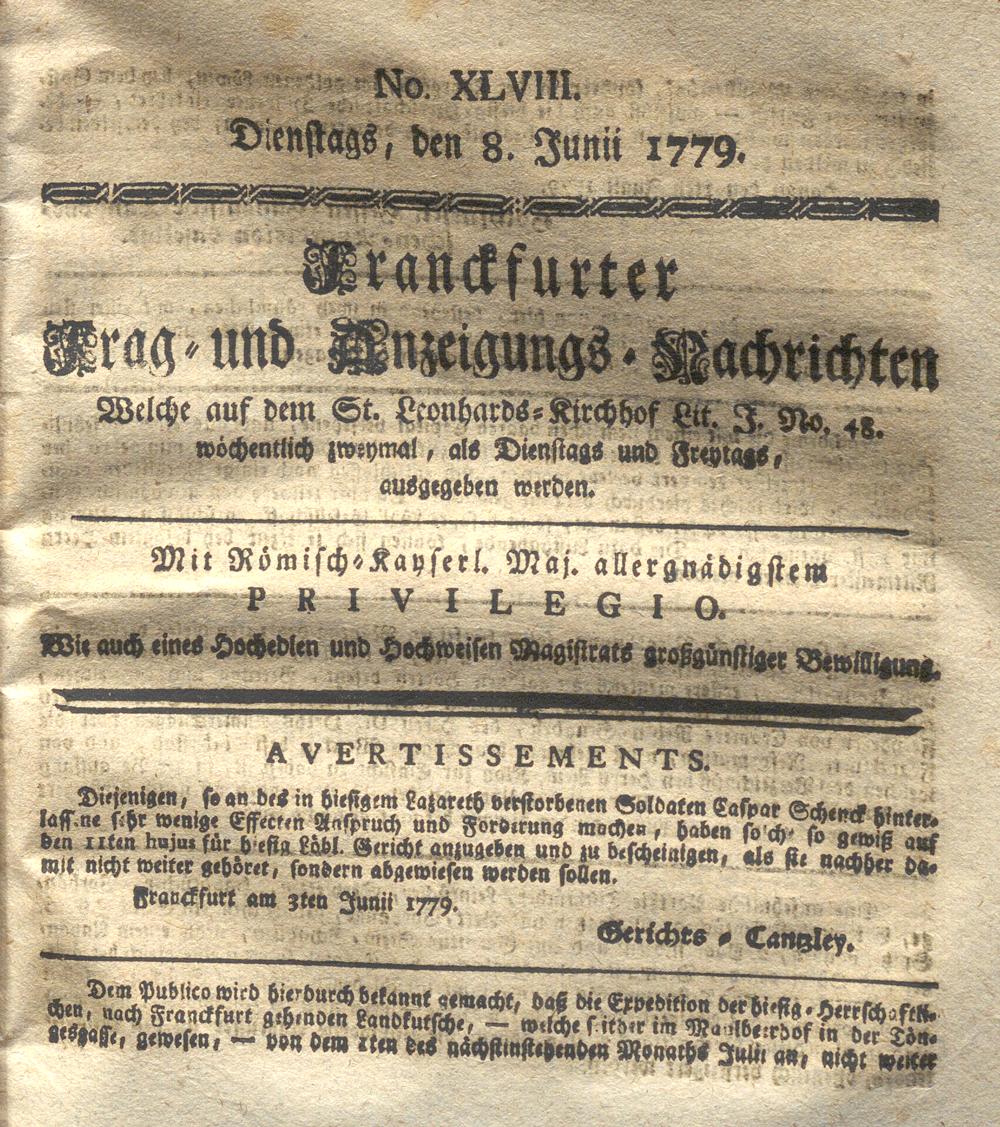 No. XLVIII.
Dienstags, den 8. Junii 1779.
Franckfurter
Frag- und Anzeigungs-Nachrichten
Welche auf dem St. Leonhards-Kirchhof Lit. J. No. 48.
wöchentlich zweymal, als Dienstags und Freytags,
ausgegeben werden.
Mit Römisch-Kayserl. Maj. allergnädigstem
PRIVILEGIO.
Wie auch eines Hochedlen und Hochweisen Magistrats großgünstiger Bewilligung.
AVERTISSEMENTS.
Diejenigen, so an des in hiesigem Lazareth verstorbenen Soldaten Caspar Schenck hinter-
lassene sehr wenige Effecten Anspruch und Forderung machen, haben solche so gewiß auf
den 11ten hujus für hiesig Löbl. Gericht anzugeben und zu bescheinigen, als sie nachher da-
mit nicht weiter gehöret, sondern abgewiesen werden sollen.
Franckfurt am 3ten Junii 1779.
Gerichts-Cantzley.
Dem Publico wird hierdurch bekannt gemacht, daß die Expedition der hiesig-Herrschaftli-
chen, nach Franckfurt gehenden Landkutsche, — welche seither im Maulbeerhof in der Tön-
gesgasse, gewesen, — von dem 1ten des nächstinstehenden Monaths Julii an, nicht weiter